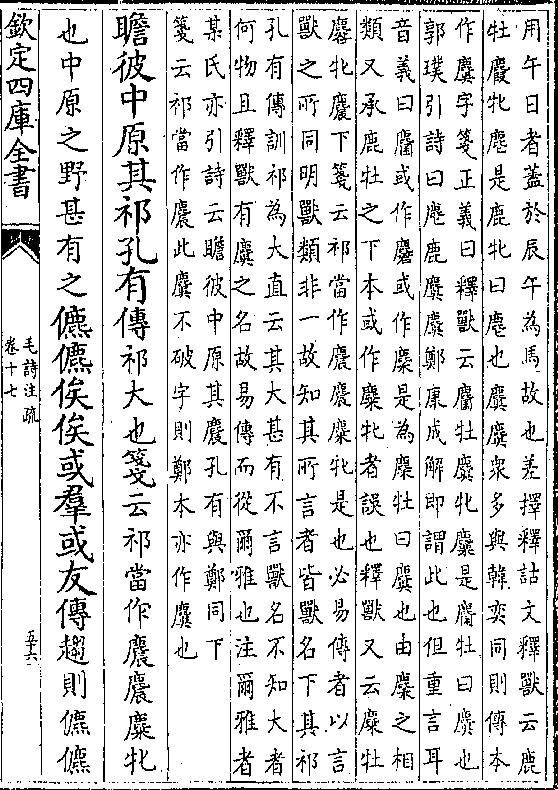 用午日者蓋於辰午為馬故也差擇釋詁文釋獸云鹿
牡麚牝麀是鹿牝曰麀也麌麌衆多與韓奕同則傳本
作麌字箋正義曰釋獸云麕牡麌牝麜是麕牡曰麌也
郭璞引詩曰麀鹿麌麌鄭康成解即謂此也但重言耳
音義曰麕或作麏或作麇是為麇牡曰麌也由麇之相
類又承鹿牡之下本或作麋牝者誤也釋獸又云麋牡
麔牝麎下箋云祁當作麎麎麋牝是也必易傳者以言
獸之所同明獸類非一故知其所言者皆獸名下其祁
孔有傳訓祁為大直云其大甚有不言獸名不知大者
何物且釋獸有麎之名故易傳而從爾雅也注爾雅者
某氏亦引詩云瞻彼中原其麎孔有與鄭同下
箋云祁當作麎此麌不破字則鄭本亦作麌也
瞻彼中原其祁孔有傳祁大也箋云祁當作麎麎麋牝
也中原之野甚有之儦儦俟俟或羣或友傳趨則儦儦
欽定四庫全書
毛詩注疏
卷十七
五十六